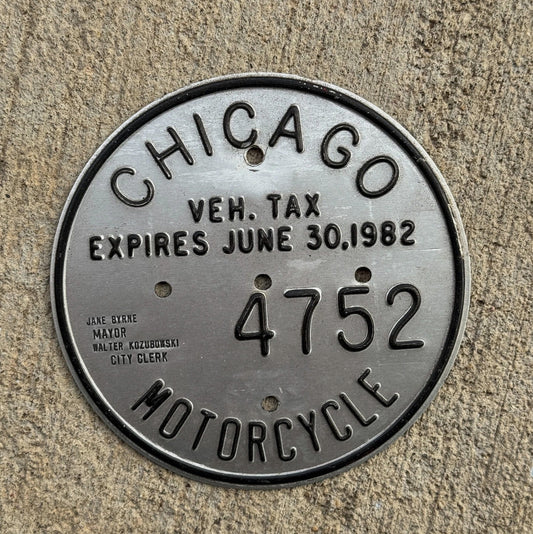 CHICAGO
VEH. TAX
EXPIRES JUNE 30,1982
4752
JANE BYRNE
MAYOR
WALTER KOZUBOWSKI
CITY CLERK
MOTORCYCLE